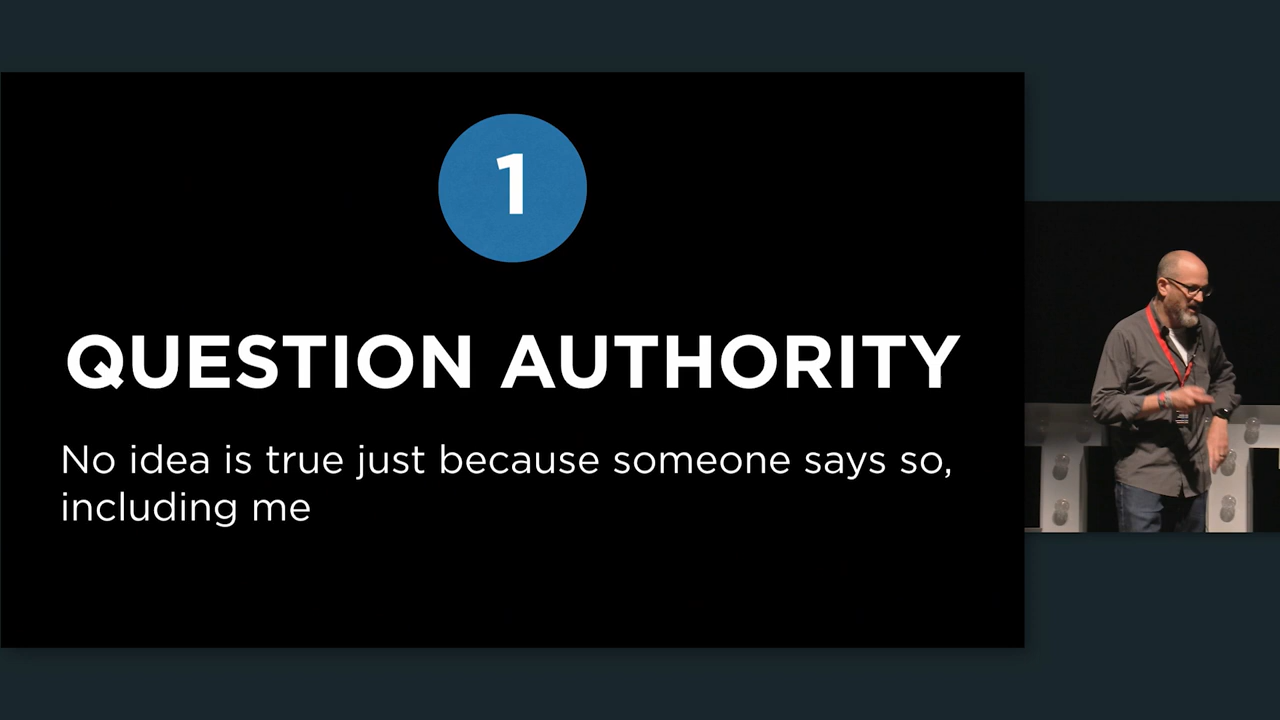 1
QUESTION AUTHORITY
No idea is true just because someone says so,
including me